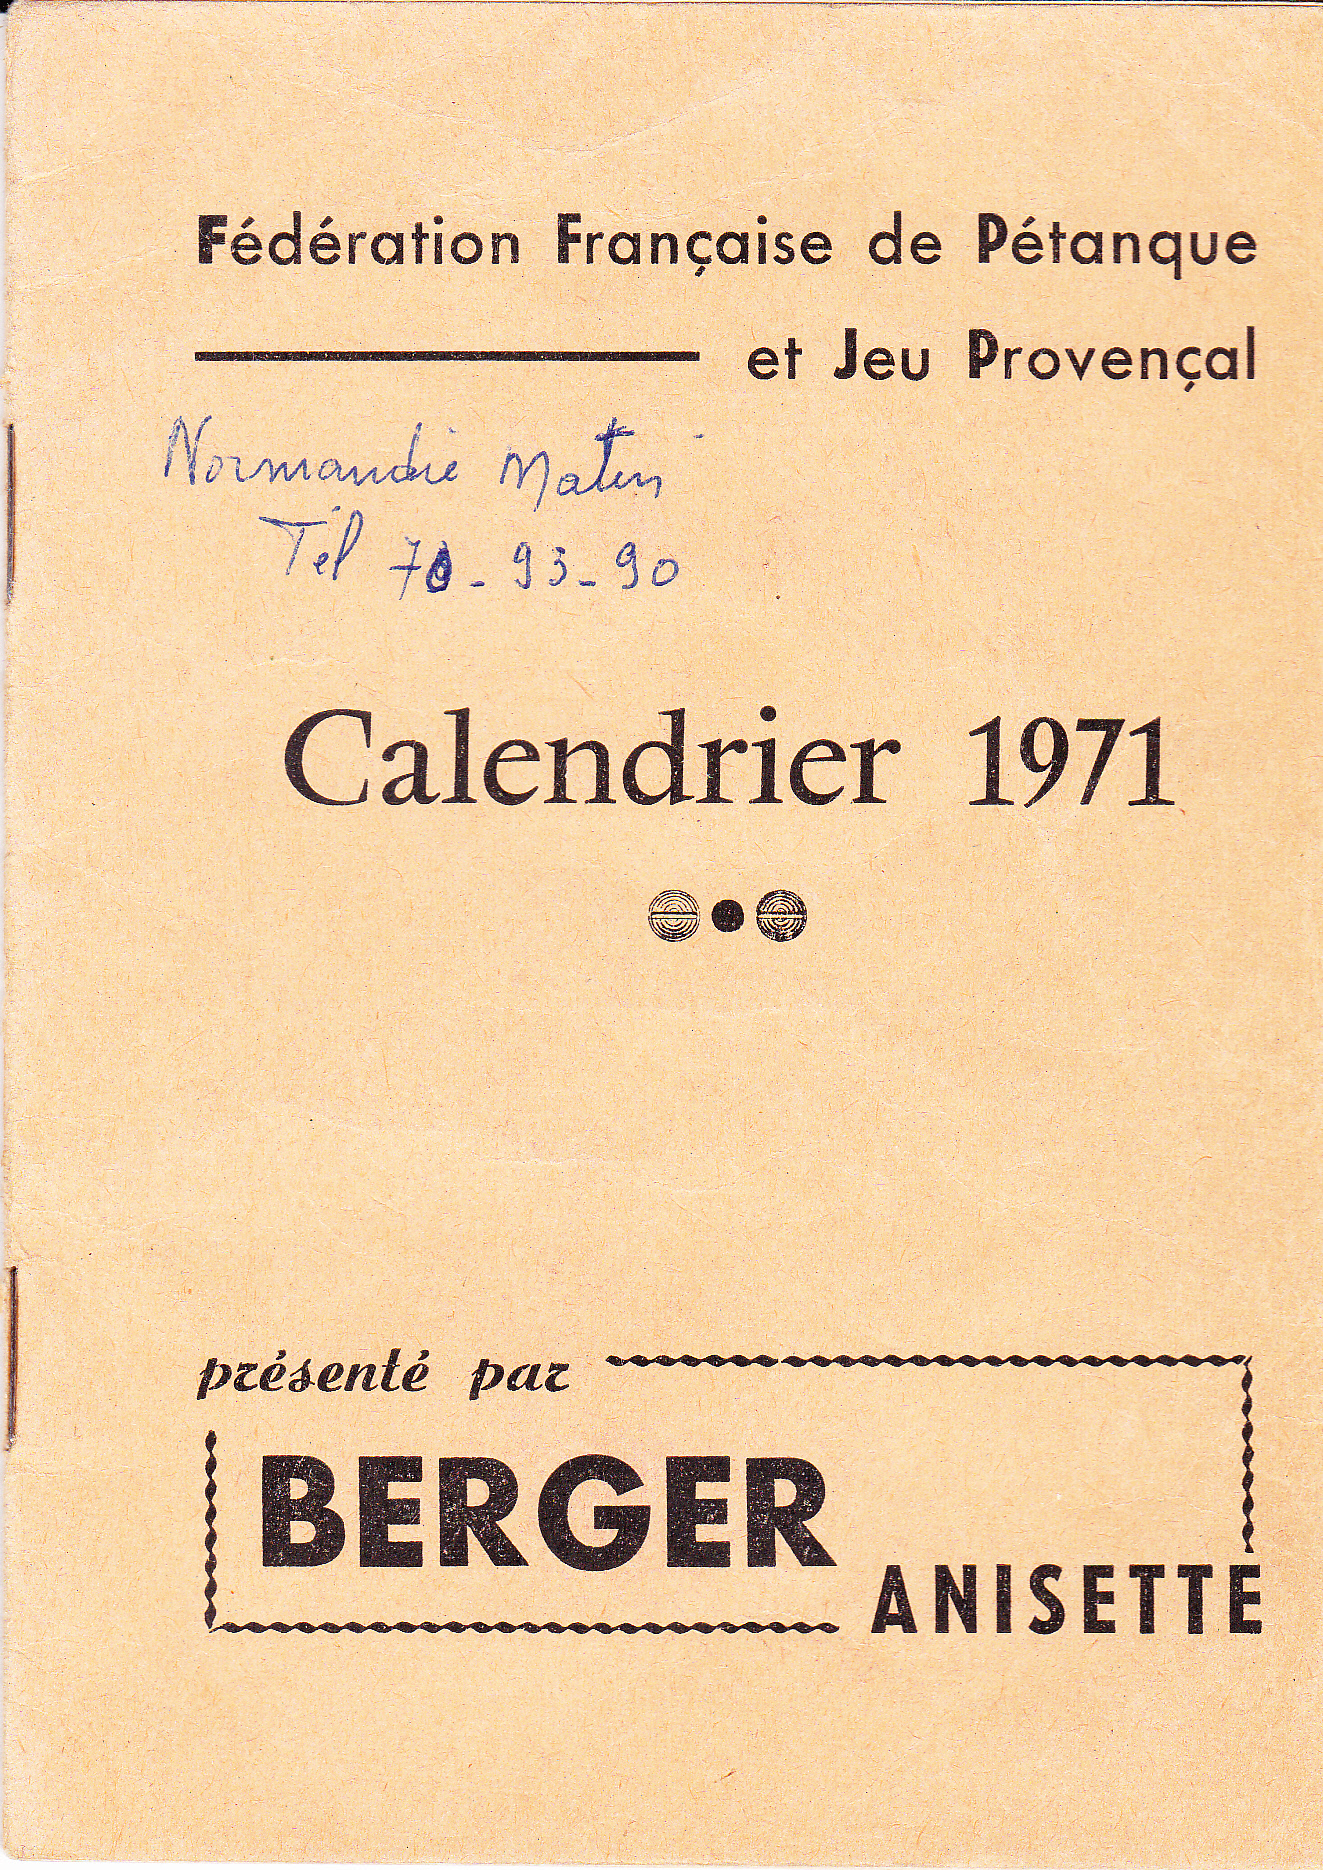 Fédération Française de Pétanque
et Jeu Provençal
Normandie Matin
Tél 70 - 93 - 90
Calendrier 1971
présenté par
BERGER
ANISETTE